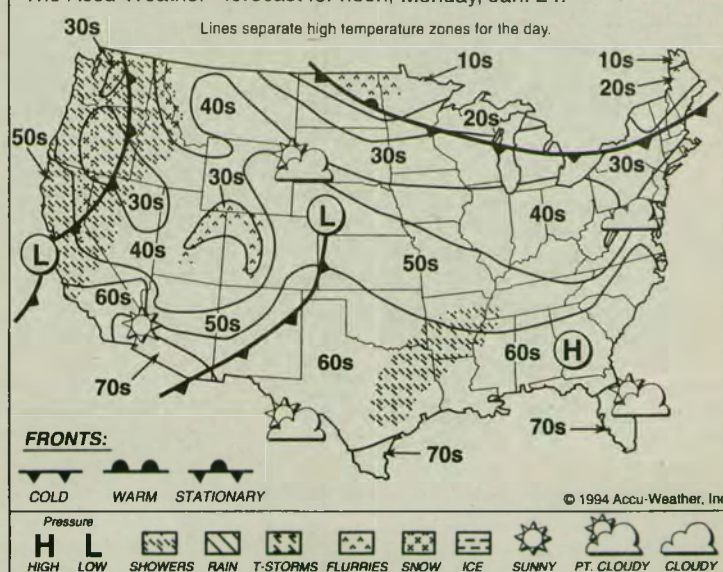 The Accu-Weather® forecast for noon, Monday, Jan. 24.
Lines separate high temperature zones for the day.
30s
10s
10s
20s
40s
20s
50s
30s
30s
30s
30s
L
40s
L
40s
50s
60s
50s
60s
60s
H
70s
70s
70s
FRONTS:
COLD WARM STATIONARY
© 1994 Accu-Weather, Inc
Pressure
H L
HIGH LOW SHOWERS RAIN T-STORMS FLURRIES SNOW ICE SUNNY PT. CLOUDY CLOUDY